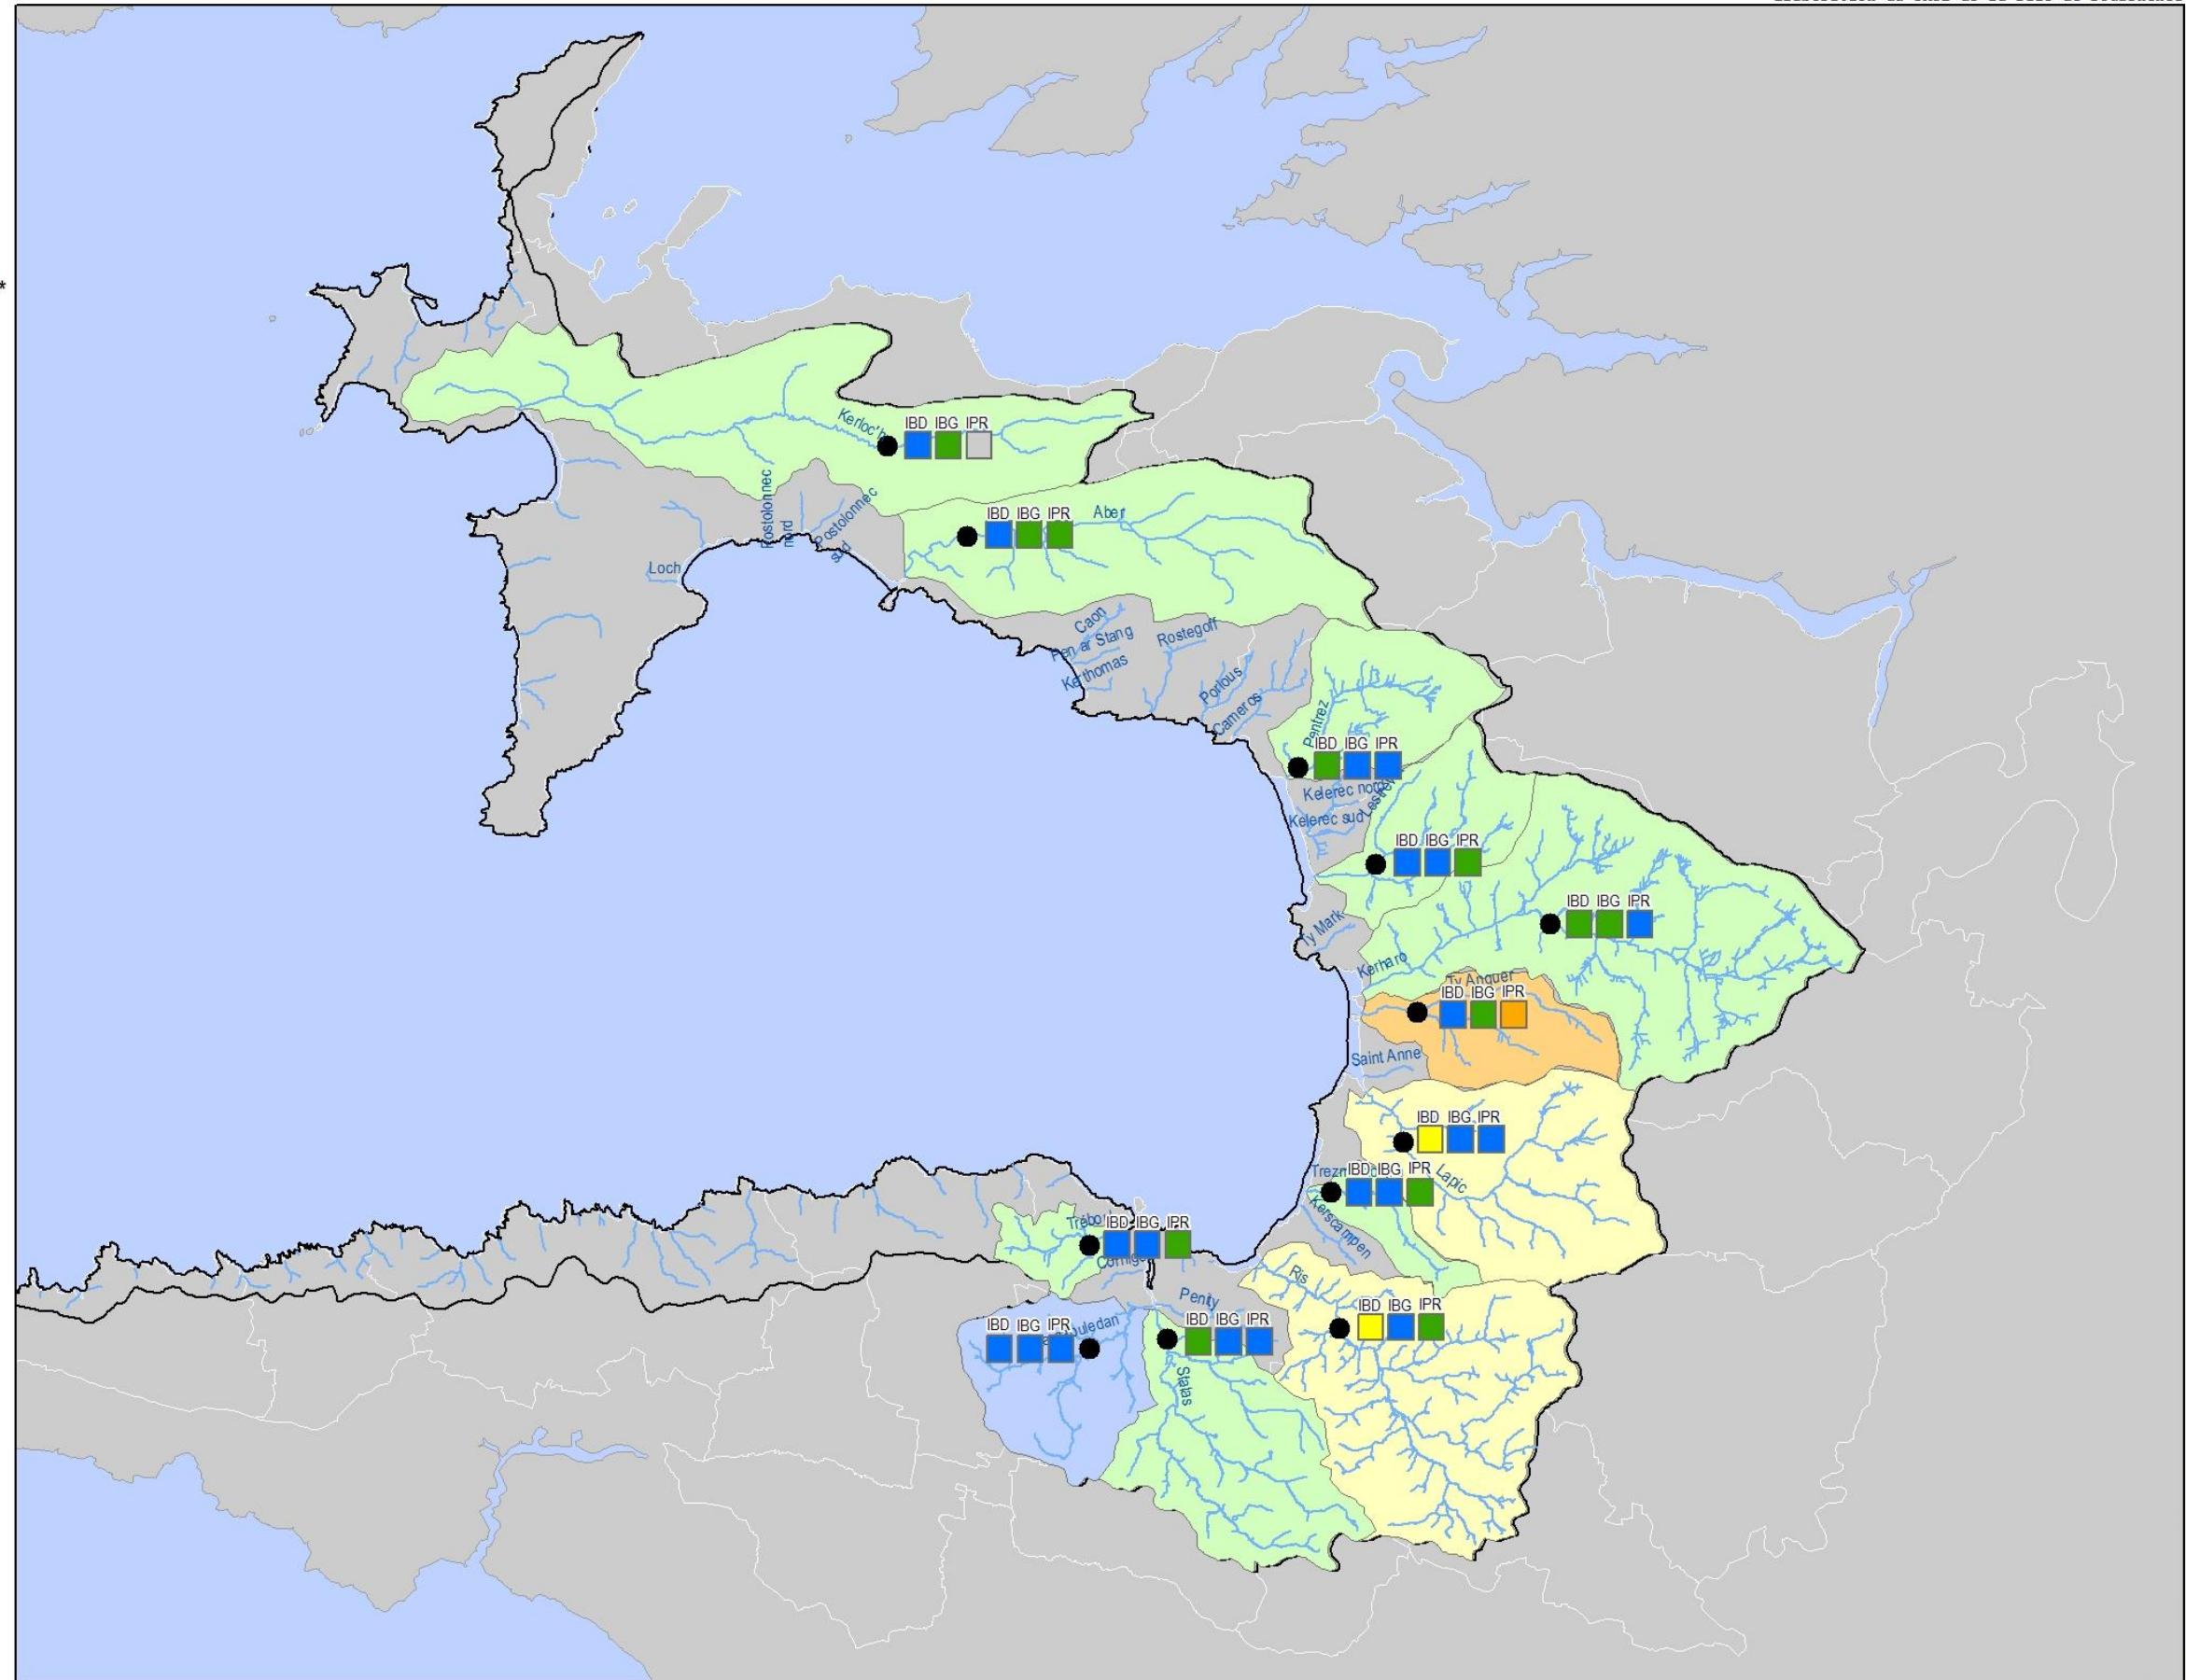 *
Kerloc'h
IBD IBG IPR
Rostolonnec
nord
Postolonnec
sud
IBD IBG IPR
Aber
Loch
Caon
Pen ar Stang
Kerthomas
Rostegoff
Porlous
Cameros
Pentrez
IBD IBG IPR
Kelerec nord
Kelerec sud
IBD IBG IPR
IBD IBG IPR
Ty Mark
Kerharo
Ty Anquer
IBD IBG IPR
Saint Anne
IBD IBG IPR
IBD IBG IPR
Lapic
Kerscampen
IBD IBG IPR
Ris
Penity
IBD IBG IPR
IBD IBG IPR
IBD IBG IPR
Stalas